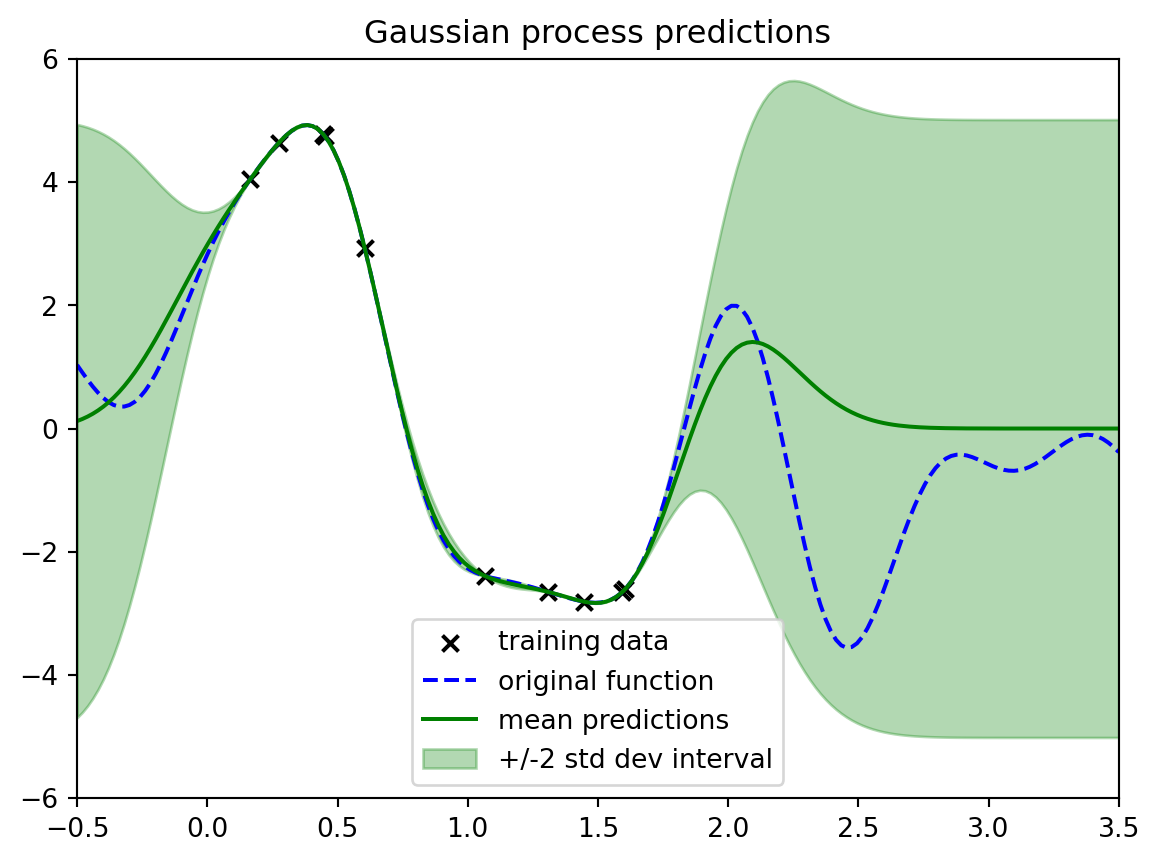 Gaussian process predictions
6
4
2
0
−2
−4
−6
training data
original function
mean predictions
+/-2 std dev interval
−0.5 0.0 0.5 1.0 1.5 2.0 2.5 3.0 3.5